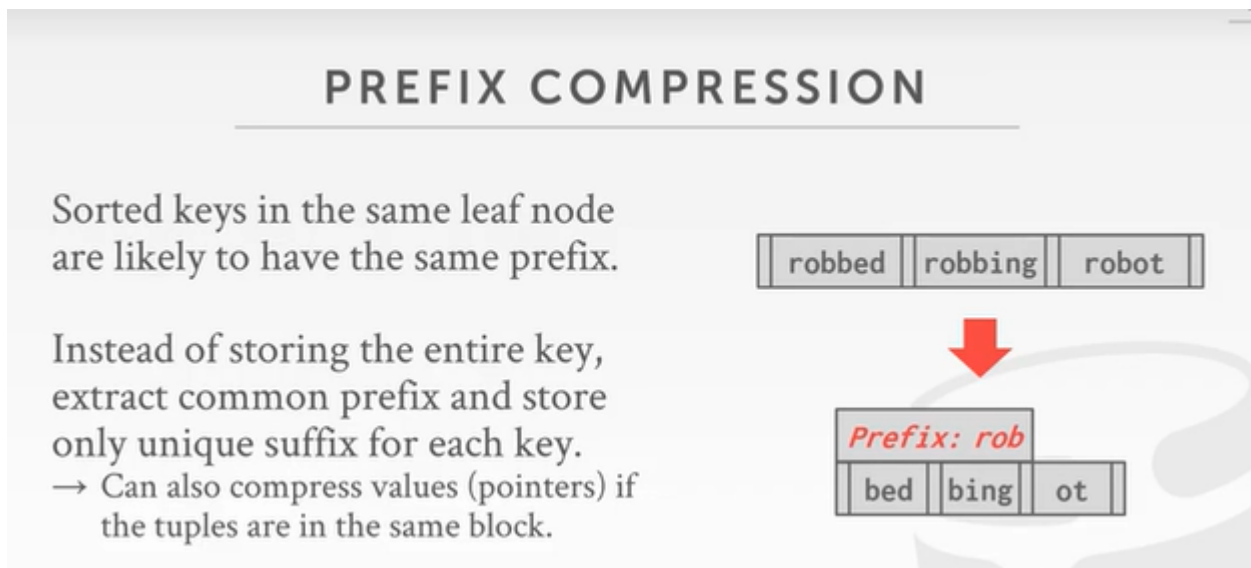 PREFIX COMPRESSION
Sorted keys in the same leaf node
are likely to have the same prefix.
Instead of storing the entire key,
extract common prefix and store
only unique suffix for each key.
→ Can also compress values (pointers) if
the tuples are in the same block.
robbed robbing robot
Prefix: rob
bed bing ot